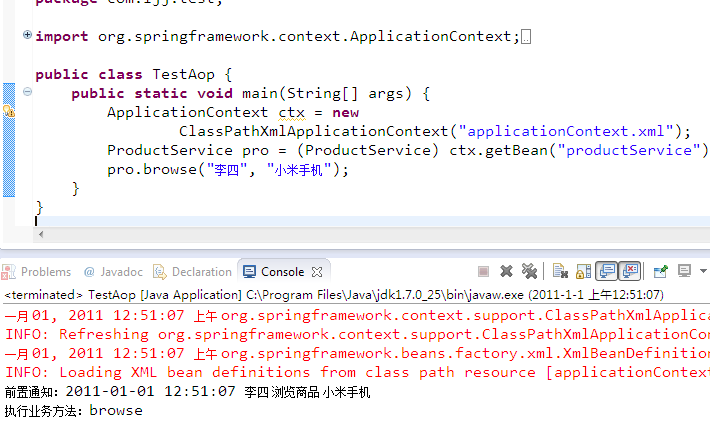 package com.ljj.test;
import org.springframework.context.ApplicationContext;
public class TestAop {
public static void main(String[] args) {
ApplicationContext ctx = new
ClassPathXmlApplicationContext("applicationContext.xml");
ProductService pro = (ProductService) ctx.getBean("productService")
pro.browse("李四", "小米手机");
}
}
Problems @ Javadoc Declaration Console
<terminated> TestAop [Java Application] C:\Program Files\Java\jdk1.7.0_25\bin\javaw.exe (2011-1-1 上午12:51:07)
一月 01, 2011 12:51:07 上午 org.springframework.context.support.ClassPathXmlApplica
INFO: Refreshing org.springframework.context.support.ClassPathXmlApplicationCon
一月 01, 2011 12:51:07 上午 org.springframework.beans.factory.xml.XmlBeanDefinition
INFO: Loading XML bean definitions from class path resource [applicationContext
前置通知：2011-01-01 12:51:07 李四 浏览商品 小米手机
执行业务方法：browse